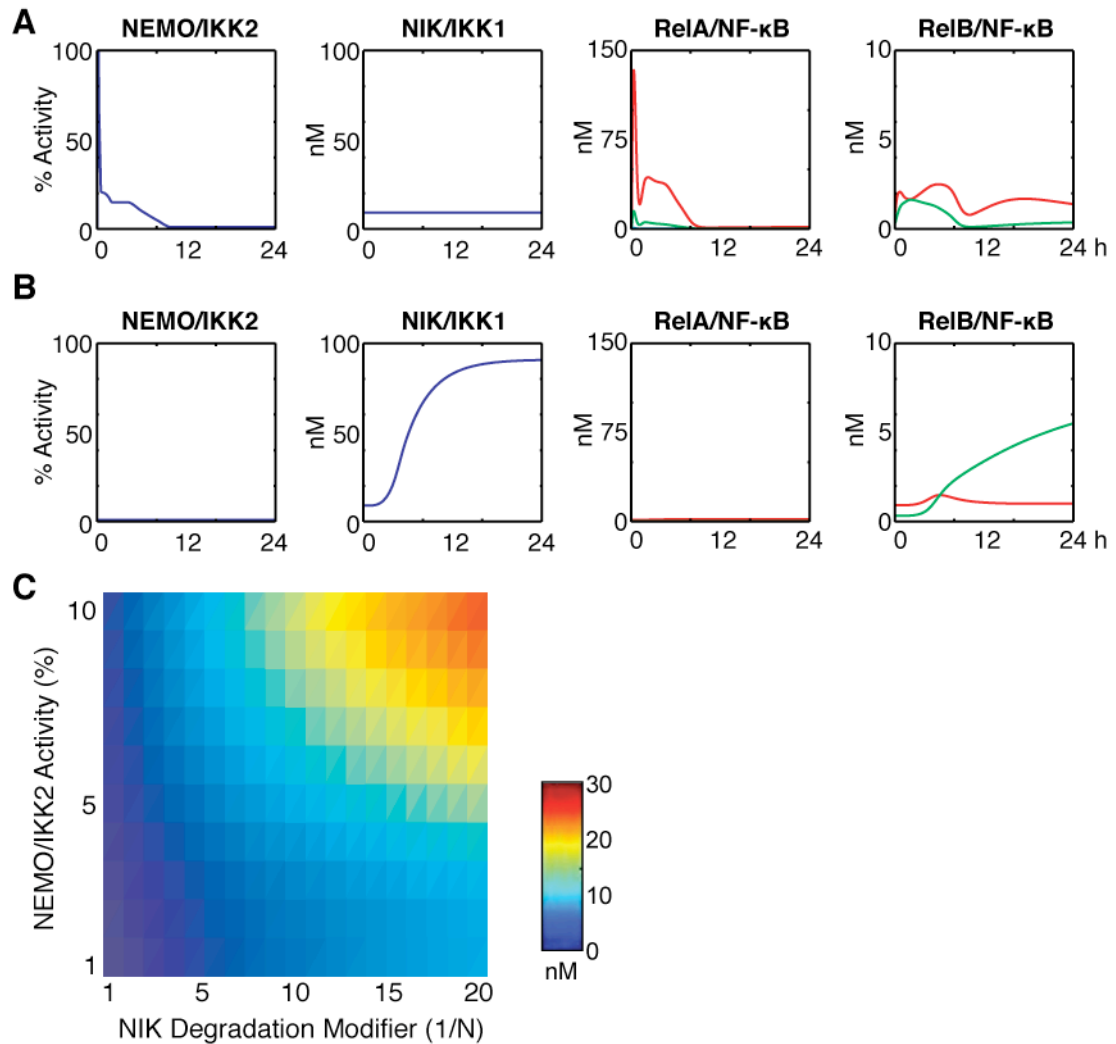 A
NEMO/IKK2 NIK/IKK1 RelA/NF-κB RelB/NF-κB
% Activity nM nM nM
100 100 150 10
50 50 75 5
0 0 0 0
0 12 24 0 12 24 0 12 24 0 12 24 h
B
NEMO/IKK2 NIK/IKK1 RelA/NF-κB RelB/NF-κB
% Activity nM nM nM
100 100 150 10
50 50 75 5
0 0 0 0
0 12 24 0 12 24 0 12 24 0 12 24 h
C
NEMO/IKK2 Activity (%)
10
5
1
1 5 10 15 20
NIK Degradation Modifier (1/N)
30
20
10
0
nM